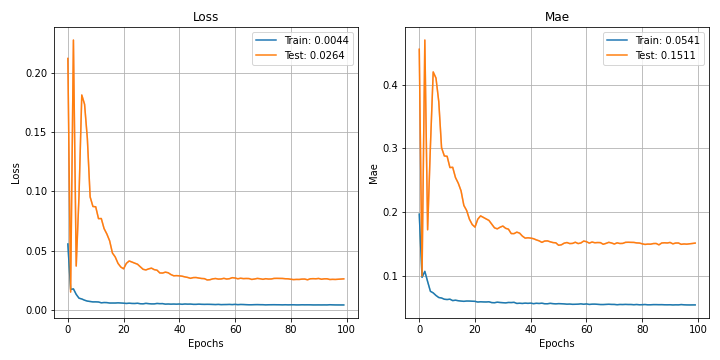 Loss
Train: 0.0044
Test: 0.0264
0.20
0.15
0.10
0.05
0.00
Loss
0 20 40 60 80 100
Epochs
Mae
Train: 0.0541
Test: 0.1511
0.4
0.3
0.2
0.1
Mae
0 20 40 60 80 100
Epochs